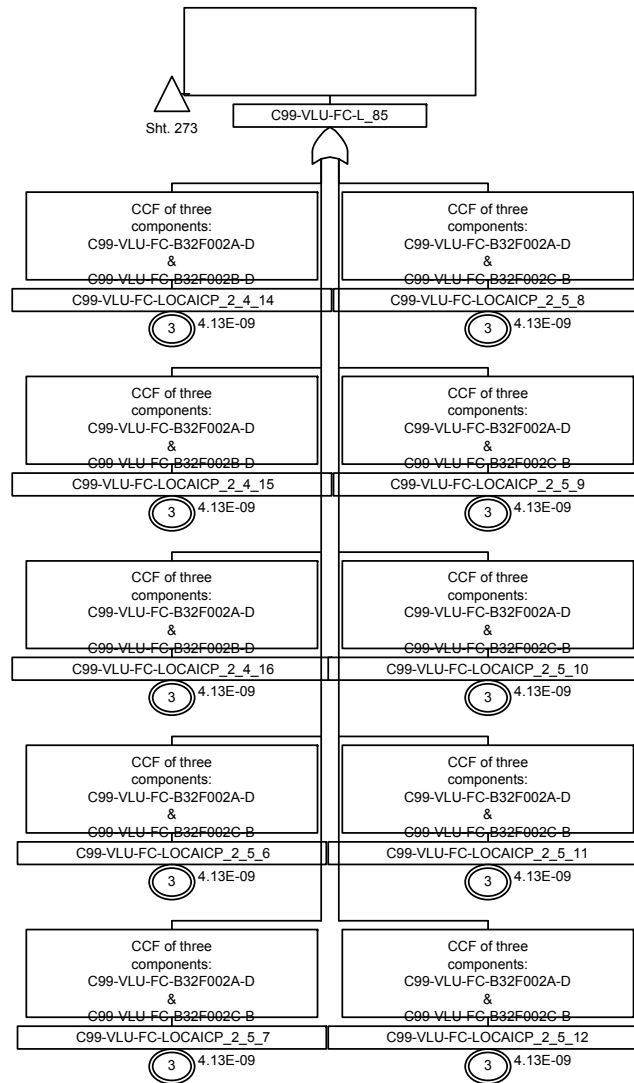 C99-VLU-FC-L_85
Sht. 273
CCF of three
components:
C99-VLU-FC-B32F002A-D
&
C99-VLU-FC-B32F002B-D
C99-VLU-FC-LOCAICP_2_4_14
3
4.13E-09
CCF of three
components:
C99-VLU-FC-B32F002A-D
&
C99-VLU-FC-B32F002C-B
C99-VLU-FC-LOCAICP_2_5_8
3
4.13E-09
CCF of three
components:
C99-VLU-FC-B32F002A-D
&
C99-VLU-FC-B32F002B-D
C99-VLU-FC-LOCAICP_2_4_15
3
4.13E-09
CCF of three
components:
C99-VLU-FC-B32F002A-D
&
C99-VLU-FC-B32F002C-B
C99-VLU-FC-LOCAICP_2_5_9
3
4.13E-09
CCF of three
components:
C99-VLU-FC-B32F002A-D
&
C99-VLU-FC-B32F002B-D
C99-VLU-FC-LOCAICP_2_4_16
3
4.13E-09
CCF of three
components:
C99-VLU-FC-B32F002A-D
&
C99-VLU-FC-B32F002C-B
C99-VLU-FC-LOCAICP_2_5_10
3
4.13E-09
CCF of three
components:
C99-VLU-FC-B32F002A-D
&
C99-VLU-FC-B32F002C-B
C99-VLU-FC-LOCAICP_2_5_6
3
4.13E-09
CCF of three
components:
C99-VLU-FC-B32F002A-D
&
C99-VLU-FC-B32F002C-B
C99-VLU-FC-LOCAICP_2_5_11
3
4.13E-09
CCF of three
components:
C99-VLU-FC-B32F002A-D
&
C99-VLU-FC-B32F002C-B
C99-VLU-FC-LOCAICP_2_5_7
3
4.13E-09
CCF of three
components:
C99-VLU-FC-B32F002A-D
&
C99-VLU-FC-B32F002C-B
C99-VLU-FC-LOCAICP_2_5_12
3
4.13E-09